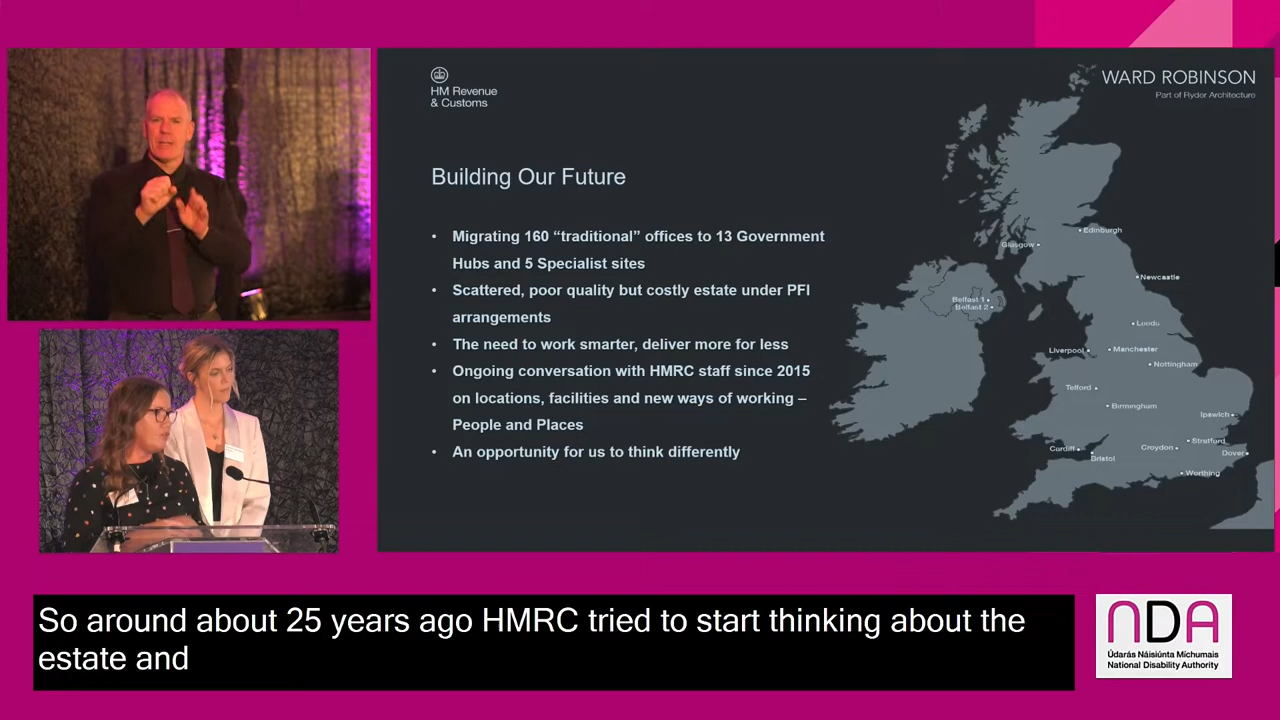 HM Revenue
& Customs
WARD ROBINSON
Part of Ryder Architecture
Building Our Future
• Migrating 160 “traditional” offices to 13 Government
Hubs and 5 Specialist sites
• Scattered, poor quality but costly estate under PFI
arrangements
• The need to work smarter, deliver more for less
• Ongoing conversation with HMRC staff since 2015
on locations, facilities and new ways of working –
People and Places
• An opportunity for us to think differently
Edinburgh
Glasgow
Newcastle
Belfast 1
Belfast 2
Leeds
Liverpool
Manchester
Nottingham
Telford
Birmingham
Ipswich
Stratford
Cardiff
Croydon
Dover
Bristol
Worthing
So around about 25 years ago HMRC tried to start thinking about the
estate and
NDA
Údarás Náisiúnta Míchumais
National Disability Authority